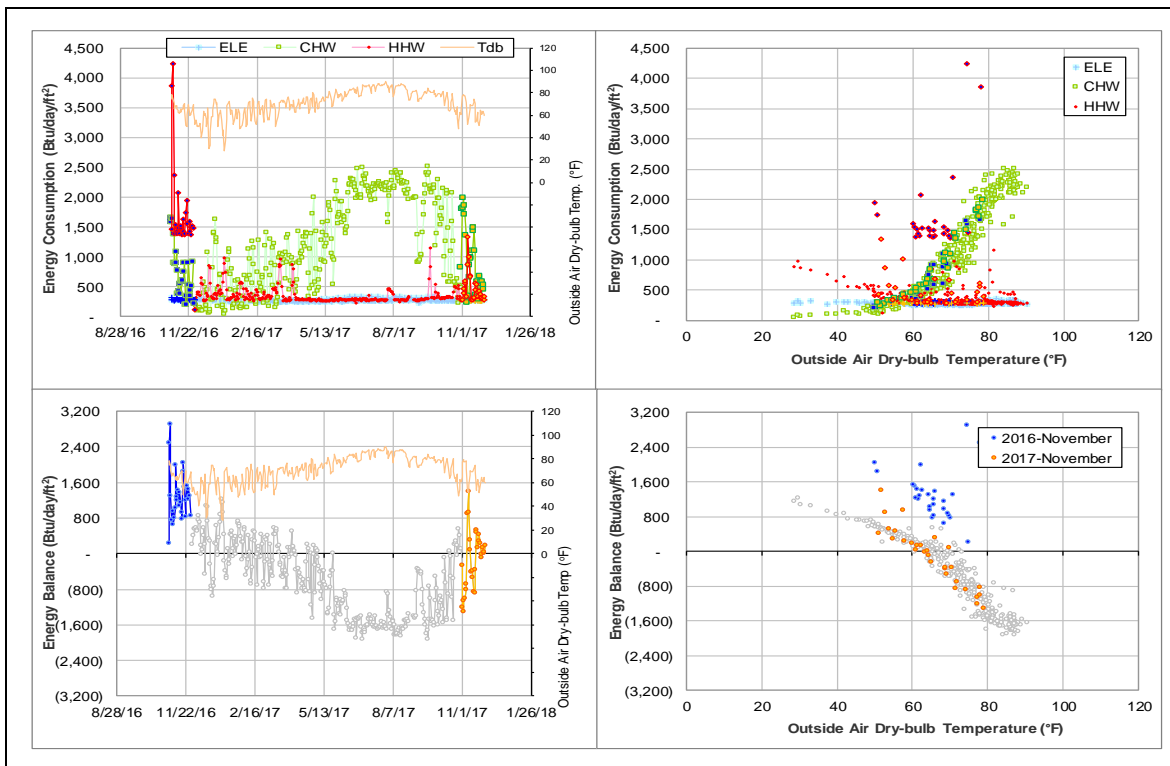 ELE CHW HHW Tdb
Energy Consumption (Btu/day/ft²)
4,500
4,000
3,500
3,000
2,500
2,000
1,500
1,000
500
-
120
100
80
60
40
20
0
Outside Air Dry-bulb Temp. (°F)
8/28/16 11/22/16 2/16/17 5/13/17 8/7/17 11/1/17 1/26/18
ELE
CHW
HHW
Energy Consumption (Btu/day/ft²)
4,500
4,000
3,500
3,000
2,500
2,000
1,500
1,000
500
-
20 40 60 80 100 120
Outside Air Dry-bulb Temperature (°F)
Energy Balance (Btu/day/ft²)
3,200
2,400
1,600
800
-
(800)
(1,600)
(2,400)
(3,200)
120
100
80
60
40
20
0
Outside Air Dry-bulb Temp (°F)
8/28/16 11/22/16 2/16/17 5/13/17 8/7/17 11/1/17 1/26/18
2016-November
2017-November
Energy Balance (Btu/day/ft²)
3,200
2,400
1,600
800
-
(800)
(1,600)
(2,400)
(3,200)
20 40 60 80 100 120
Outside Air Dry-bulb Temperature (°F)